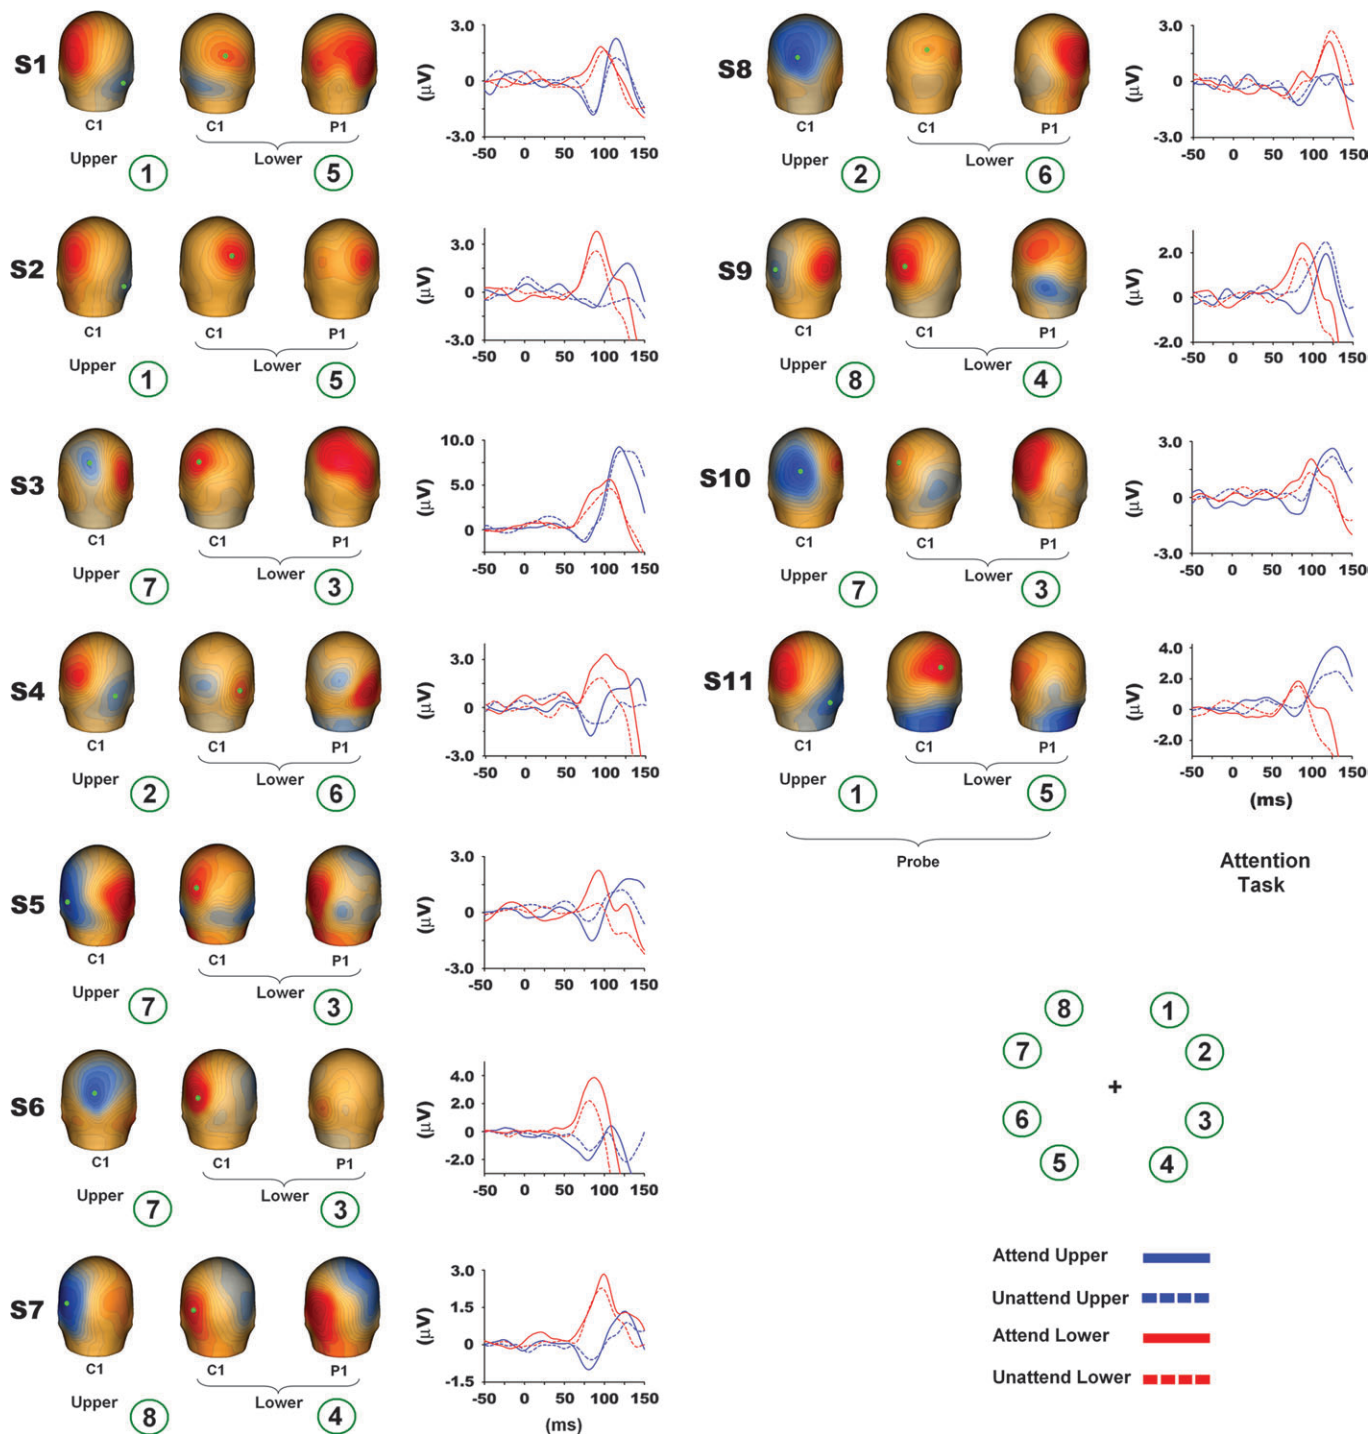 S1
C1
C1
P1
Upper 1
Lower 5
(µV)
3.0
0
-3.0
-50 0 50 100 150
S2
C1
C1
P1
Upper 1
Lower 5
(µV)
3.0
0
-3.0
-50 0 50 100 150
S3
C1
C1
P1
Upper 7
Lower 3
(µV)
10.0
5.0
0
-50 0 50 100 150
S4
C1
C1
P1
Upper 2
Lower 6
(µV)
3.0
0
-3.0
-50 0 50 100 150
S5
C1
C1
P1
Upper 7
Lower 3
(µV)
3.0
0
-3.0
-50 0 50 100 150
S6
C1
C1
P1
Upper 7
Lower 3
(µV)
4.0
2.0
0
-2.0
-50 0 50 100 150
S7
C1
C1
P1
Upper 8
Lower 4
(µV)
3.0
1.5
0
-1.5
-50 0 50 100 150
(ms)
S8
C1
C1
P1
Upper 2
Lower 6
(µV)
3.0
0
-3.0
-50 0 50 100 150
S9
C1
C1
P1
Upper 8
Lower 4
(µV)
2.0
0
-2.0
-50 0 50 100 150
S10
C1
C1
P1
Upper 7
Lower 3
(µV)
3.0
0
-3.0
-50 0 50 100 150
S11
C1
C1
P1
Upper 1
Lower 5
(µV)
4.0
2.0
0
-2.0
-50 0 50 100 150
(ms)
Probe
Attention
Task
8 1
7 2
+
6 3
5 4
Attend Upper
Unattend Upper
Attend Lower
Unattend Lower